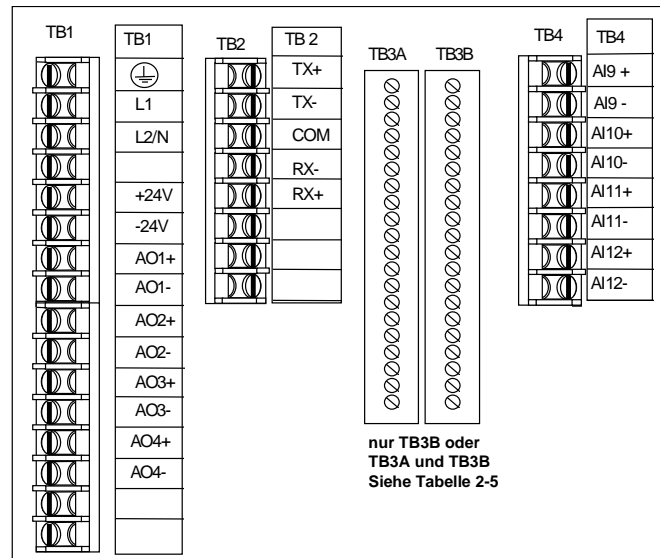 TB1
TB1
L1
L2/N
+24V
-24V
AO1+
AO1-
AO2+
AO2-
AO3+
AO3-
AO4+
AO4-
TB2
TB 2
TX+
TX-
COM
RX-
RX+
TB3A
TB3B
nur TB3B oder
TB3A und TB3B
Siehe Tabelle 2-5
TB4
TB4
AI9 +
AI9 -
AI10+
AI10-
AI11+
AI11-
AI12+
AI12-